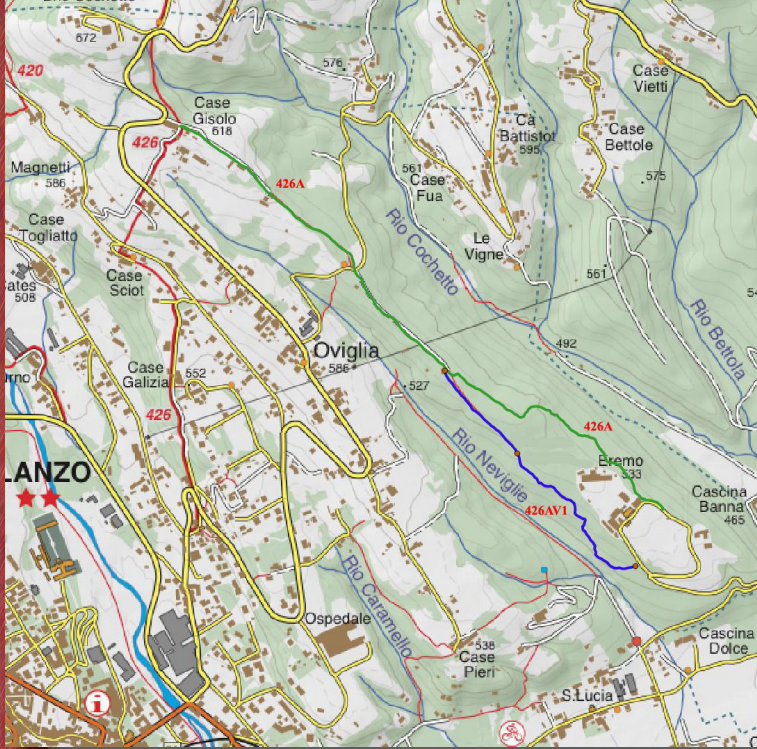 672
420
576
Case
Vietti
Case
Gisolo
618
426
Ca
Battistot
595
Case
Bettole
Magnetti
586
561
Case
Fua
426A
575
Case
Togliatto
Rio Cochetto
Le
Vigne
508
Case
Sciot
561
Rio Bettola
492
Oviglia
586
Case
Galizia
552
527
426
426A
Rio Neviglie
LANZO
Eremo
533
Cascina
Banna
465
426AV1
Rio Caramello
Ospedale
538
Case
Pieri
Cascina
Dolce
S.Lucia
i